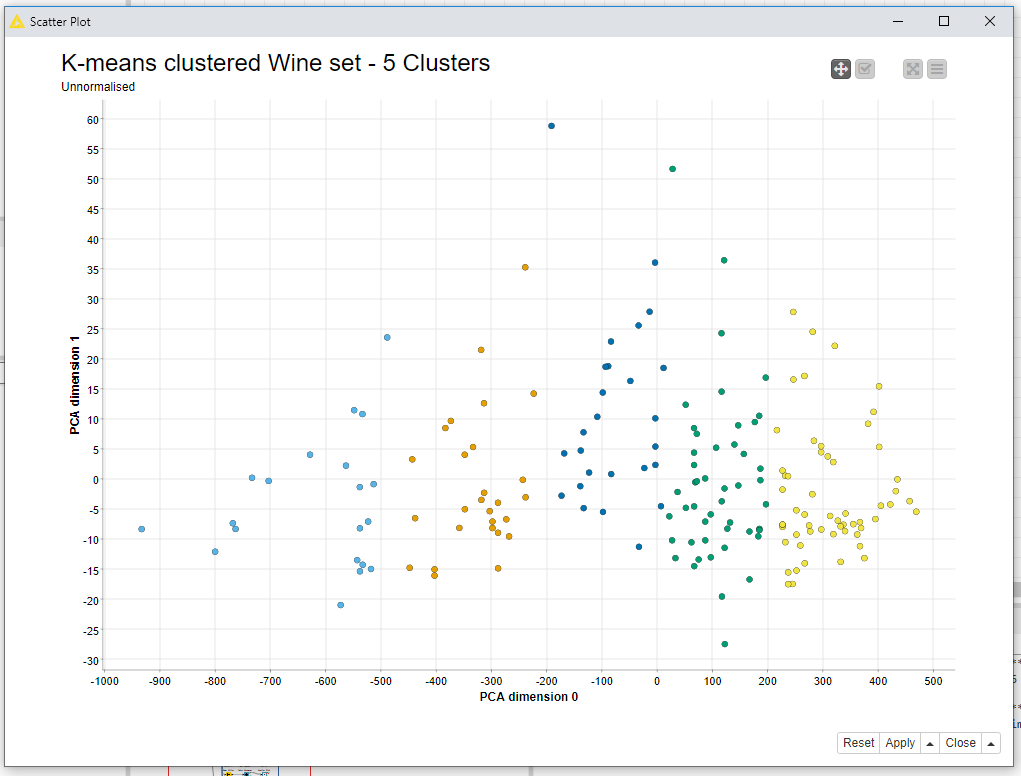 Scatter Plot
K-means clustered Wine set - 5 Clusters
Unnormalised
60
55
50
45
40
35
30
25
20
15
10
5
0
-5
-10
-15
-20
-25
-30
PCA dimension 1
-1000 -900 -800 -700 -600 -500 -400 -300 -200 -100 0 100 200 300 400 500
PCA dimension 0
Reset Apply Close